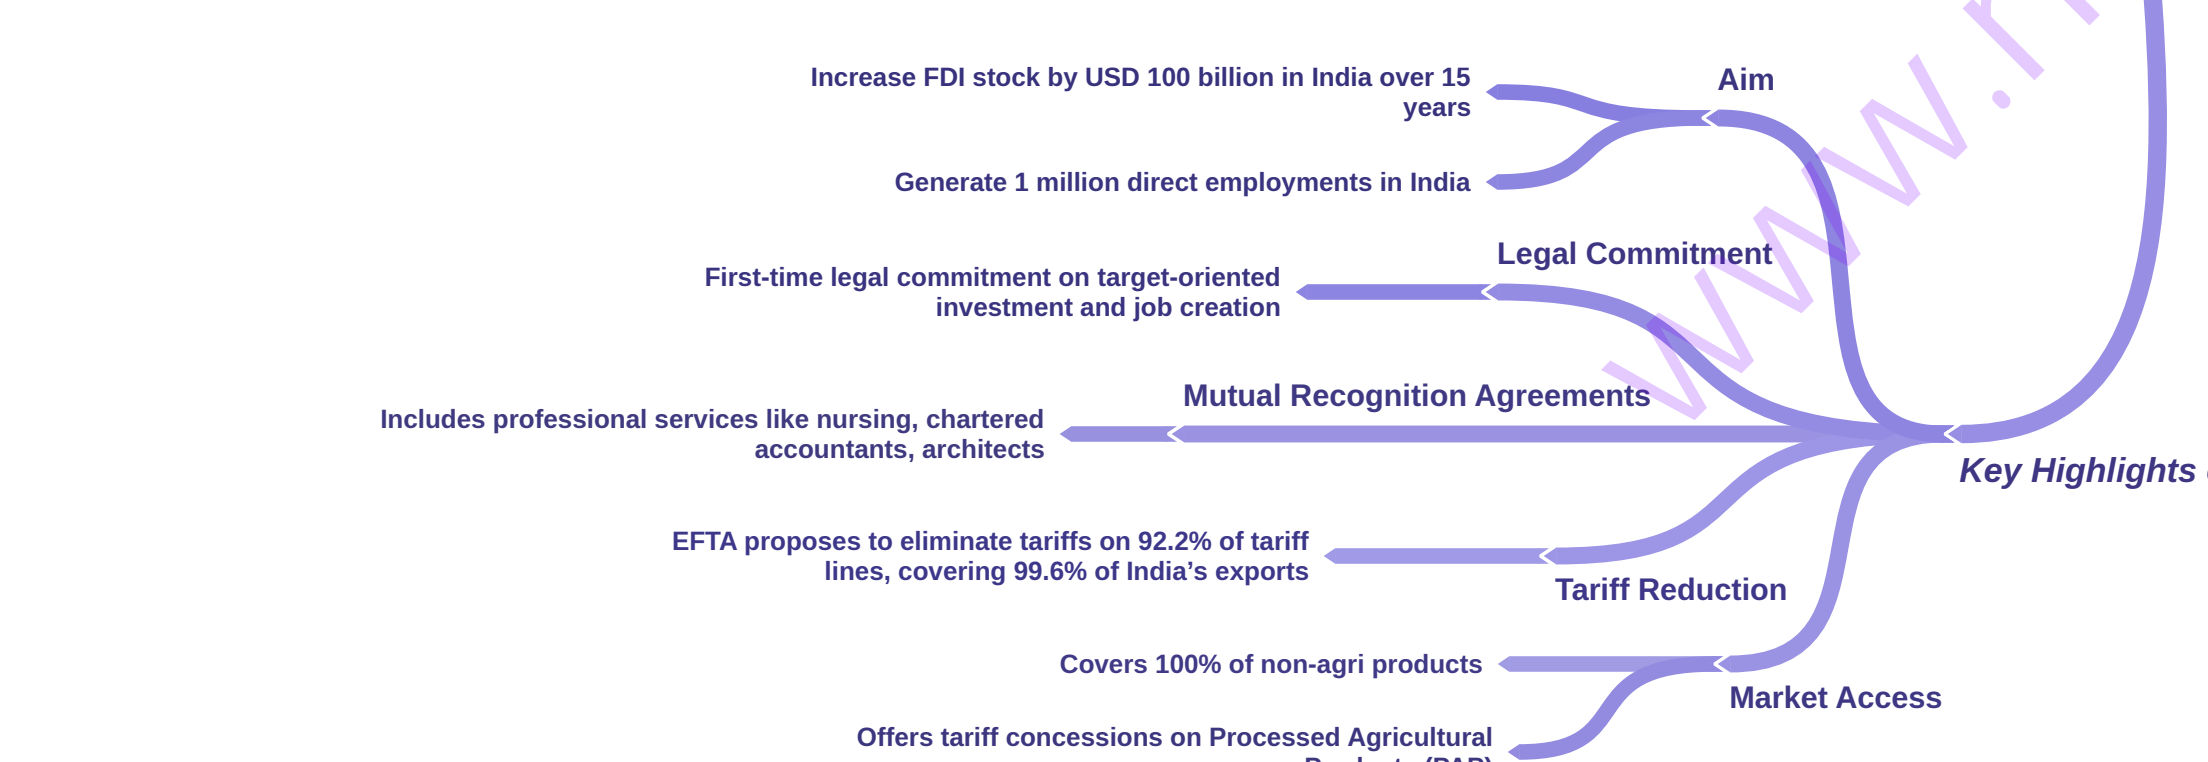 Aim
Increase FDI stock by USD 100 billion in India over 15
years
Generate 1 million direct employments in India
Legal Commitment
First-time legal commitment on target-oriented
investment and job creation
Mutual Recognition Agreements
Includes professional services like nursing, chartered
accountants, architects
Key Highlights
EFTA proposes to eliminate tariffs on 92.2% of tariff
lines, covering 99.6% of India’s exports
Tariff Reduction
Covers 100% of non-agri products
Market Access
Offers tariff concessions on Processed Agricultural
www.